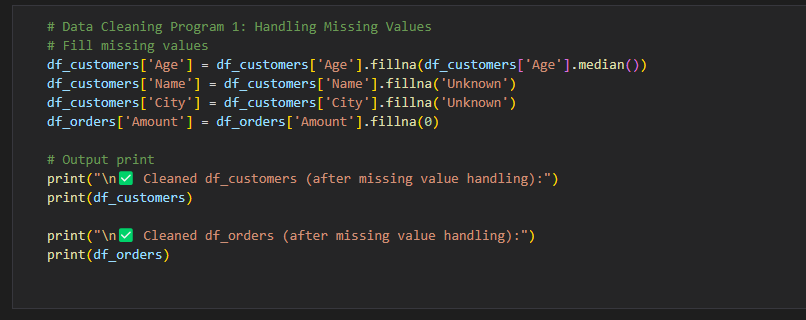 # Data Cleaning Program 1: Handling Missing Values
# Fill missing values
df_customers['Age'] = df_customers['Age'].fillna(df_customers['Age'].median())
df_customers['Name'] = df_customers['Name'].fillna('Unknown')
df_customers['City'] = df_customers['City'].fillna('Unknown')
df_orders['Amount'] = df_orders['Amount'].fillna(0)
# Output print
print("\n✅ Cleaned df_customers (after missing value handling):")
print(df_customers)
print("\n✅ Cleaned df_orders (after missing value handling):")
print(df_orders)